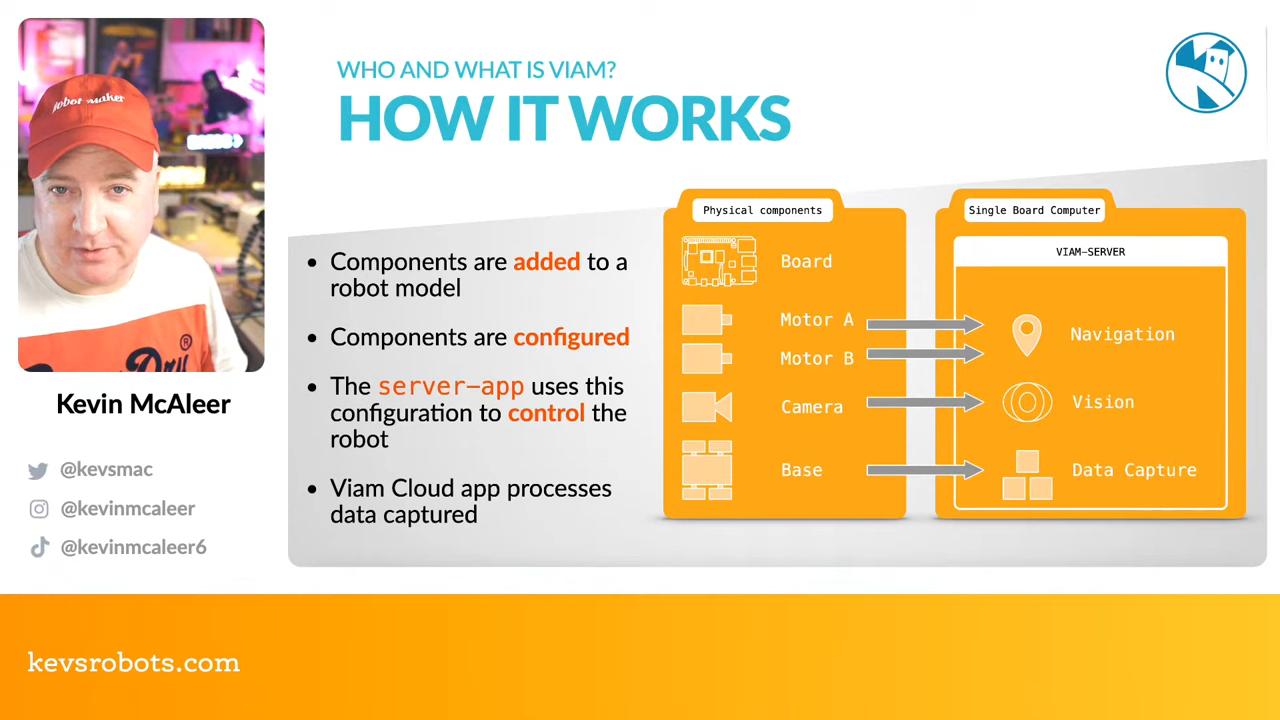 robot maker
WHO AND WHAT IS VIAM?
HOW IT WORKS
• Components are added to a
robot model
• Components are configured
• The server-app uses this
configuration to control the
robot
• Viam Cloud app processes
data captured
Physical components
Board
Motor A
Motor B
Camera
Base
Single Board Computer
VIAM-SERVER
Navigation
Vision
Data Capture
Dry
®
Kevin McAleer
@kevsmac
@kevinmcaleer
@kevinmcaleer6
kevsrobots.com